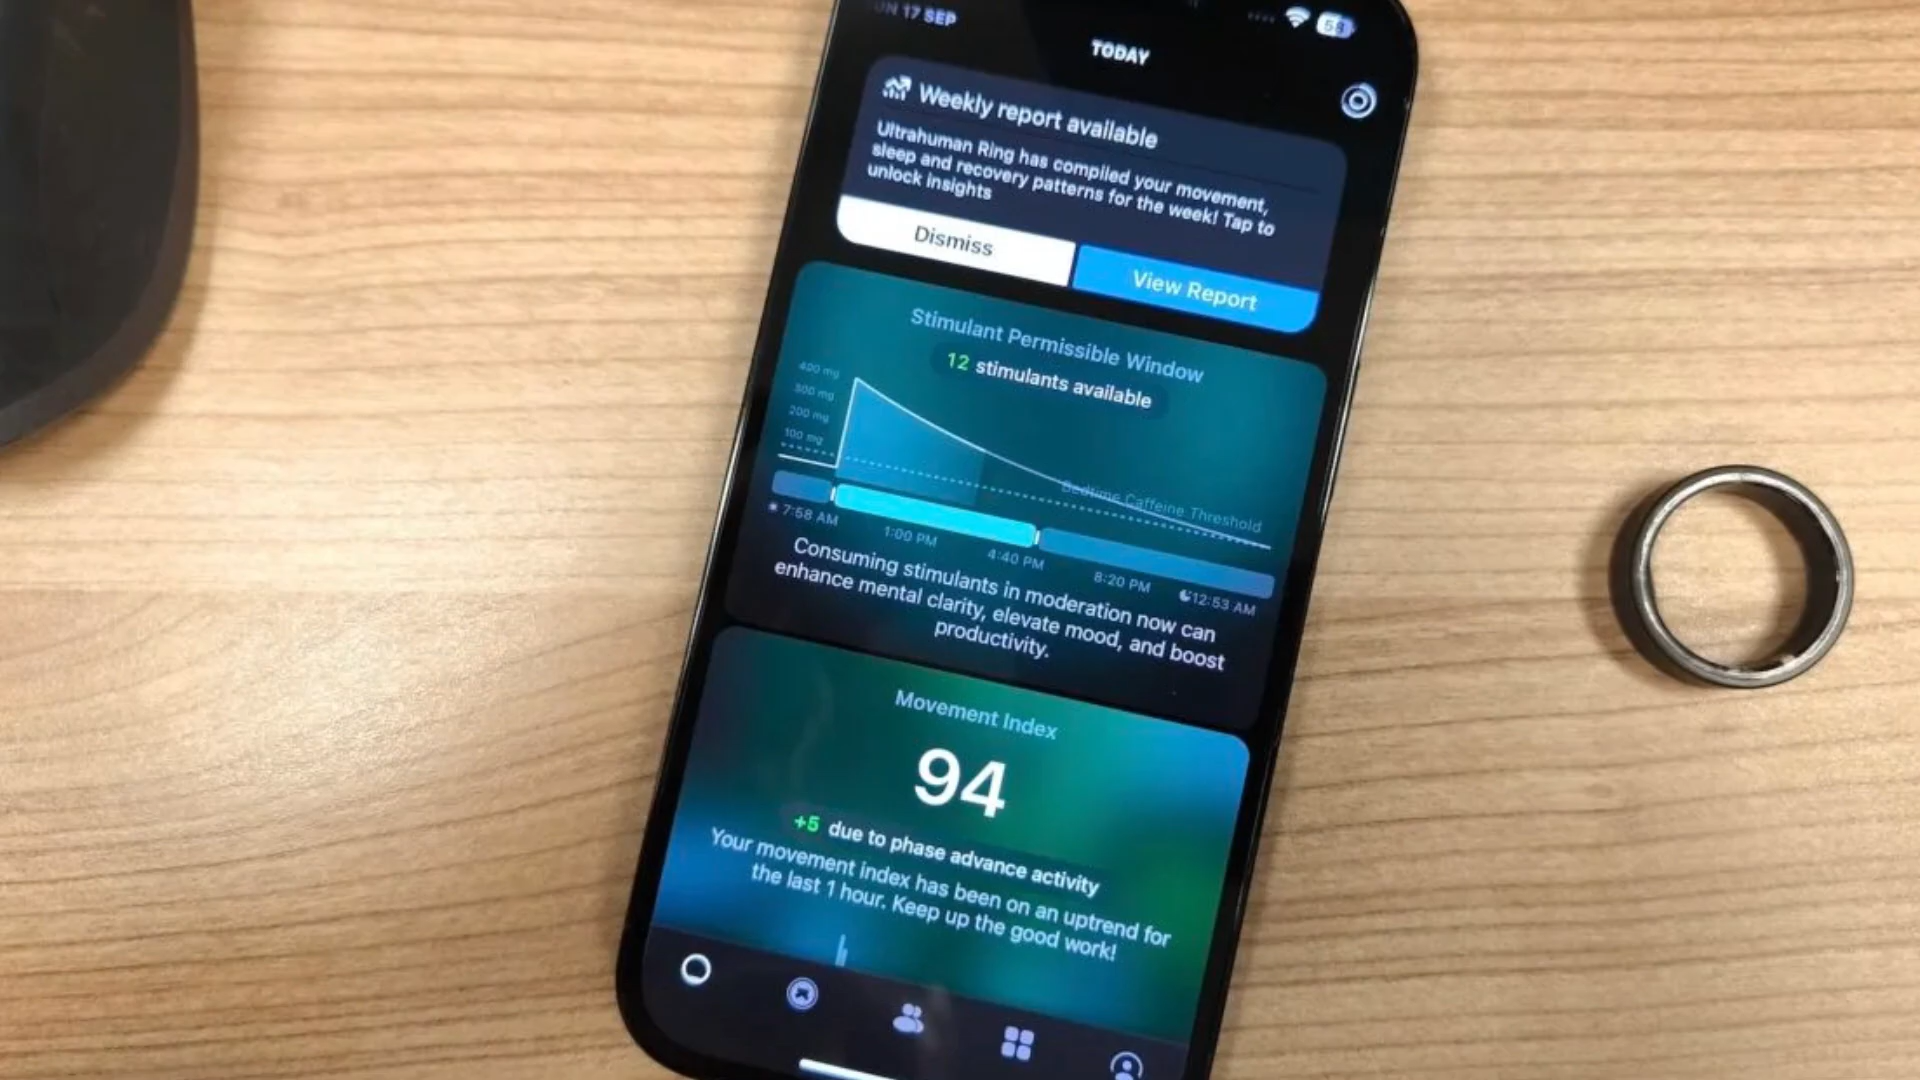 17 SEP
58
TODAY
Weekly report available
Ultrahuman Ring has compiled your movement,
sleep and recovery patterns for the week! Tap to
unlock insights
Dismiss
View Report
Stimulant Permissible Window
12 stimulants available
400 mg
300 mg
200 mg
100 mg
Bedtime Caffeine Threshold
7:58 AM
1:00 PM
4:40 PM
8:20 PM
12:53 AM
Consuming stimulants in moderation now can
enhance mental clarity, elevate mood, and boost
productivity.
Movement Index
94
+5 due to phase advance activity
Your movement index has been on an uptrend for
the last 1 hour. Keep up the good work!